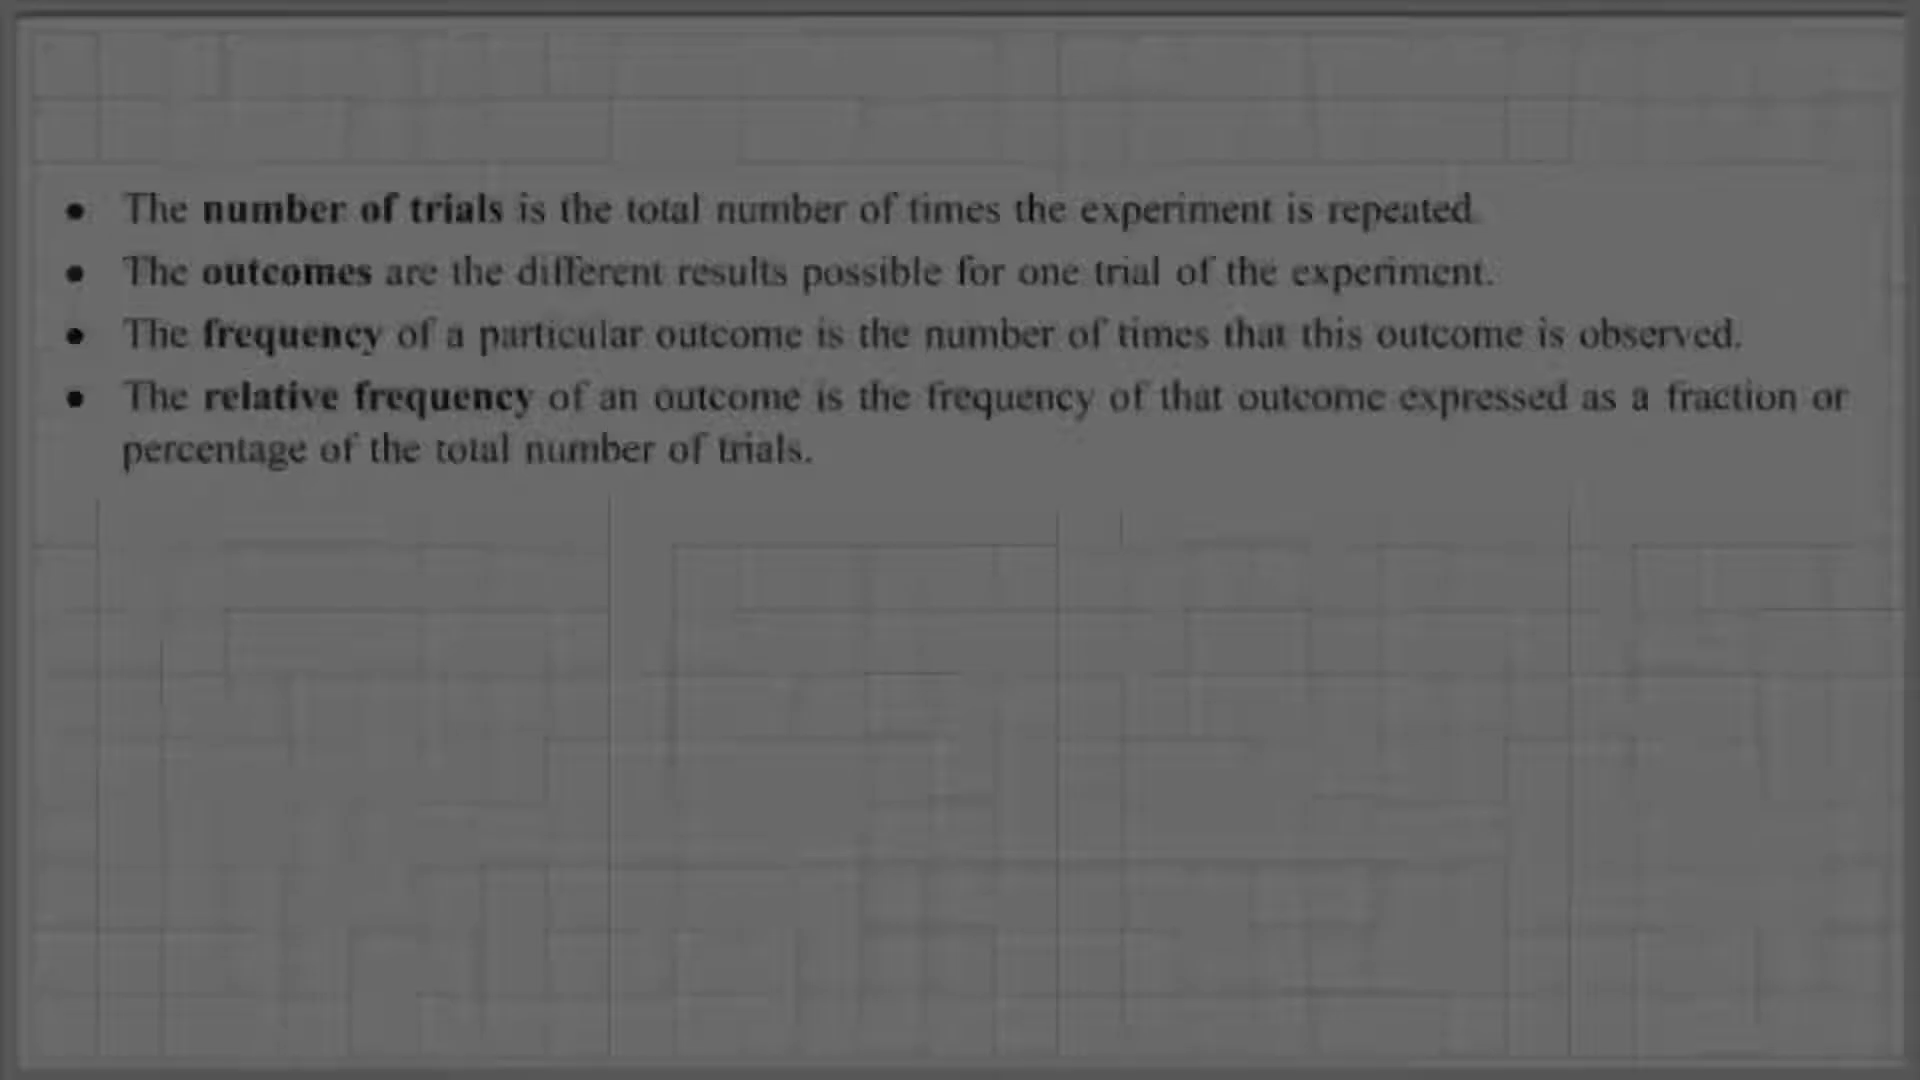 • The number of trials is the total number of times the experiment is repeated.
• The outcomes are the different results possible for one trial of the experiment.
• The frequency of a particular outcome is the number of times that this outcome is observed.
• The relative frequency of an outcome is the frequency of that outcome expressed as a fraction or
percentage of the total number of trials.